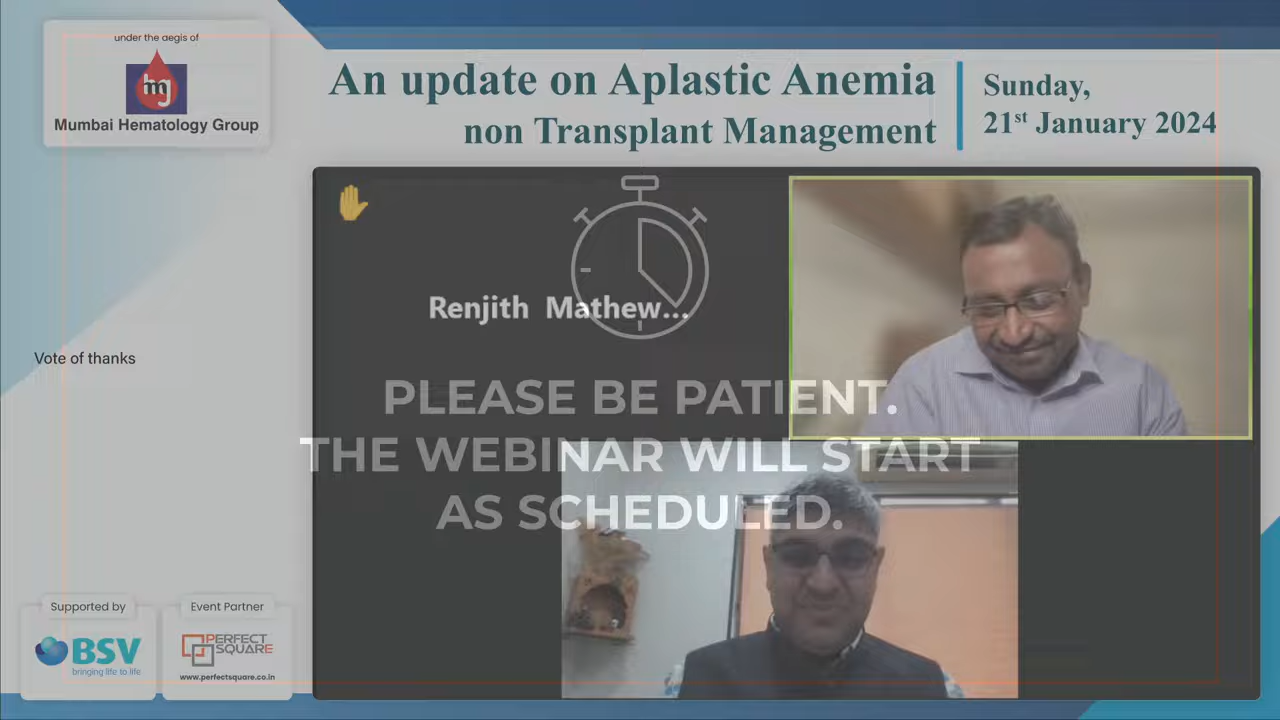 under the aegis of
hg
Mumbai Hematology Group
An update on Aplastic Anemia
non Transplant Management
Sunday,
21st January 2024
Renjith Mathew...
PLEASE BE PATIENT.
THE WEBINAR WILL START
AS SCHEDULED.
Vote of thanks
Supported by
BSV
bringing life to life
Event Partner
PERFECT
SQUARE
www.perfectsquare.co.in